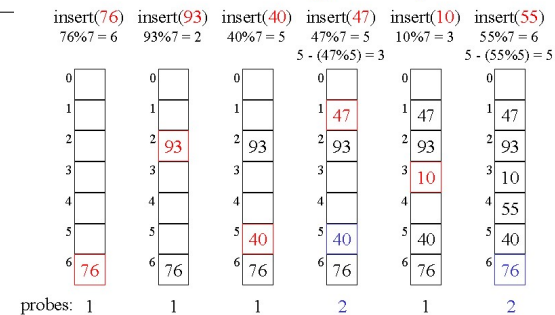 insert(76) insert(93) insert(40) insert(47) insert(10) insert(55)
76%7 = 6 93%7 = 2 40%7 = 5 47%7 = 5 10%7 = 3 55%7 = 6
5 - (47%5) = 3 5 - (55%5) = 5
0 0 0 0 0 0
1 1 1 1 47 1 47 1 47
2 2 93 2 93 2 93 2 93 2 93
3 3 3 3 3 10 3 10
4 4 4 4 4 4 55
5 5 5 40 5 40 5 40 5 40
6 76 6 76 6 76 6 76 6 76 6 76
probes: 1 1 1 2 1 2